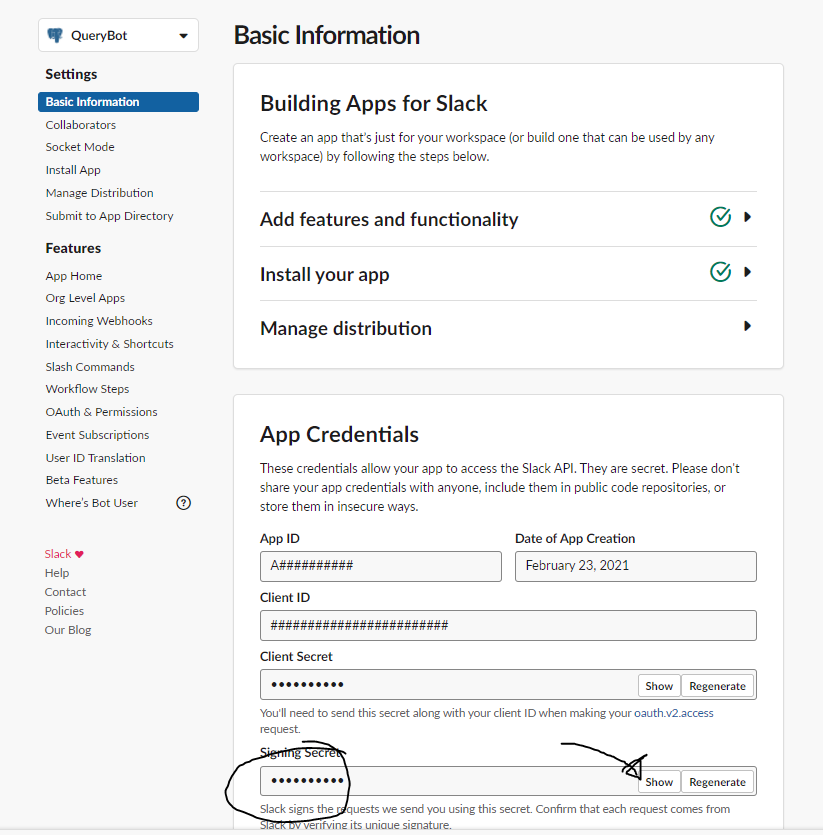 QueryBot
Settings
Basic Information
Collaborators
Socket Mode
Install App
Manage Distribution
Submit to App Directory
Features
App Home
Org Level Apps
Incoming Webhooks
Interactivity & Shortcuts
Slash Commands
Workflow Steps
OAuth & Permissions
Event Subscriptions
User ID Translation
Beta Features
Where's Bot User ?
Slack ♥
Help
Contact
Policies
Our Blog
Basic Information
Building Apps for Slack
Create an app that's just for your workspace (or build one that can be used by any
workspace) by following the steps below.
Add features and functionality
Install your app
Manage distribution
App Credentials
These credentials allow your app to access the Slack API. They are secret. Please don't
share your app credentials with anyone, include them in public code repositories, or
store them in insecure ways.
App ID Date of App Creation
A########## February 23, 2021
Client ID
########################
Client Secret
•••••••••• Show Regenerate
You'll need to send this secret along with your client ID when making your oauth.v2.access
request.
Signing Secret
•••••••••• Show Regenerate
Slack signs the requests we send you using this secret. Confirm that each request comes from
Slack by verifying its unique signature.